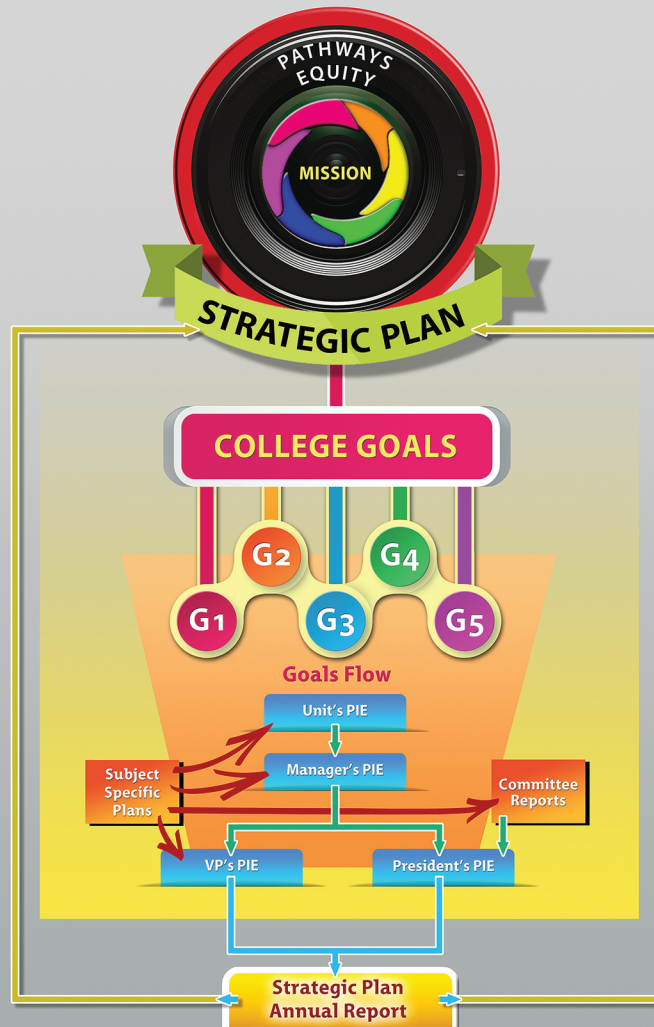 PATHWAYS
EQUITY
MISSION
STRATEGIC PLAN
COLLEGE GOALS
G1
G2
G3
G4
G5
Goals Flow
Unit's PIE
Manager's PIE
Subject
Specific
Plans
Committee
Reports
VP's PIE
President's PIE
Strategic Plan
Annual Report